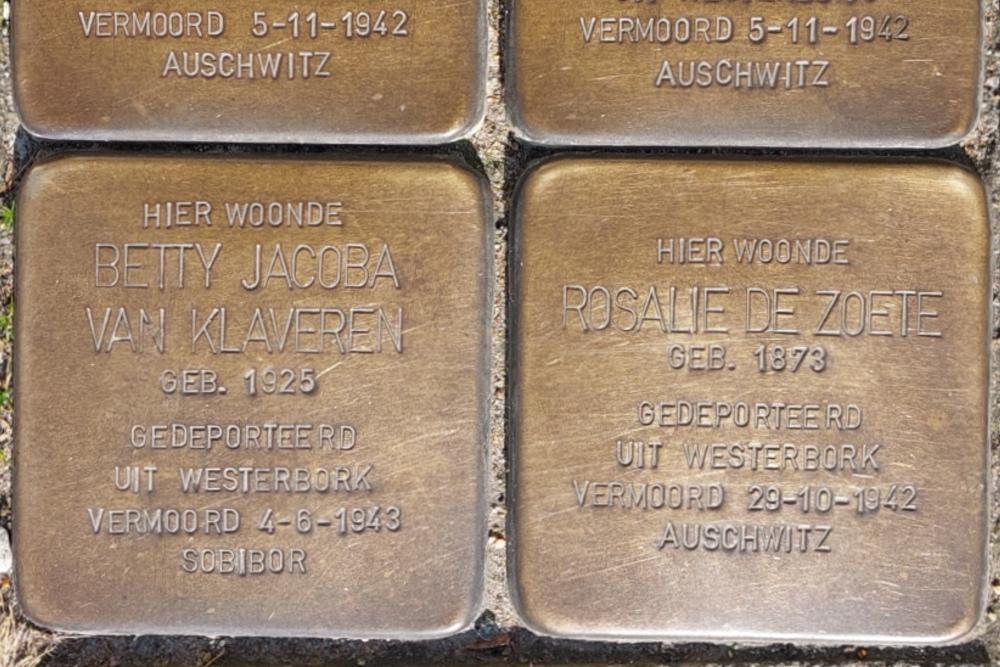 VERMOORD 5-11-1942
AUSCHWITZ
VERMOORD 5-11-1942
AUSCHWITZ
HIER WOONDE
BETTY JACOBA
VAN KLAVEREN
GEB. 1925
GEDEPORTEERD
UIT WESTERBORK
VERMOORD 4-6-1943
SOBIBOR
HIER WOONDE
ROSALIE DE ZOETE
GEB. 1873
GEDEPORTEERD
UIT WESTERBORK
VERMOORD 29-10-1942
AUSCHWITZ